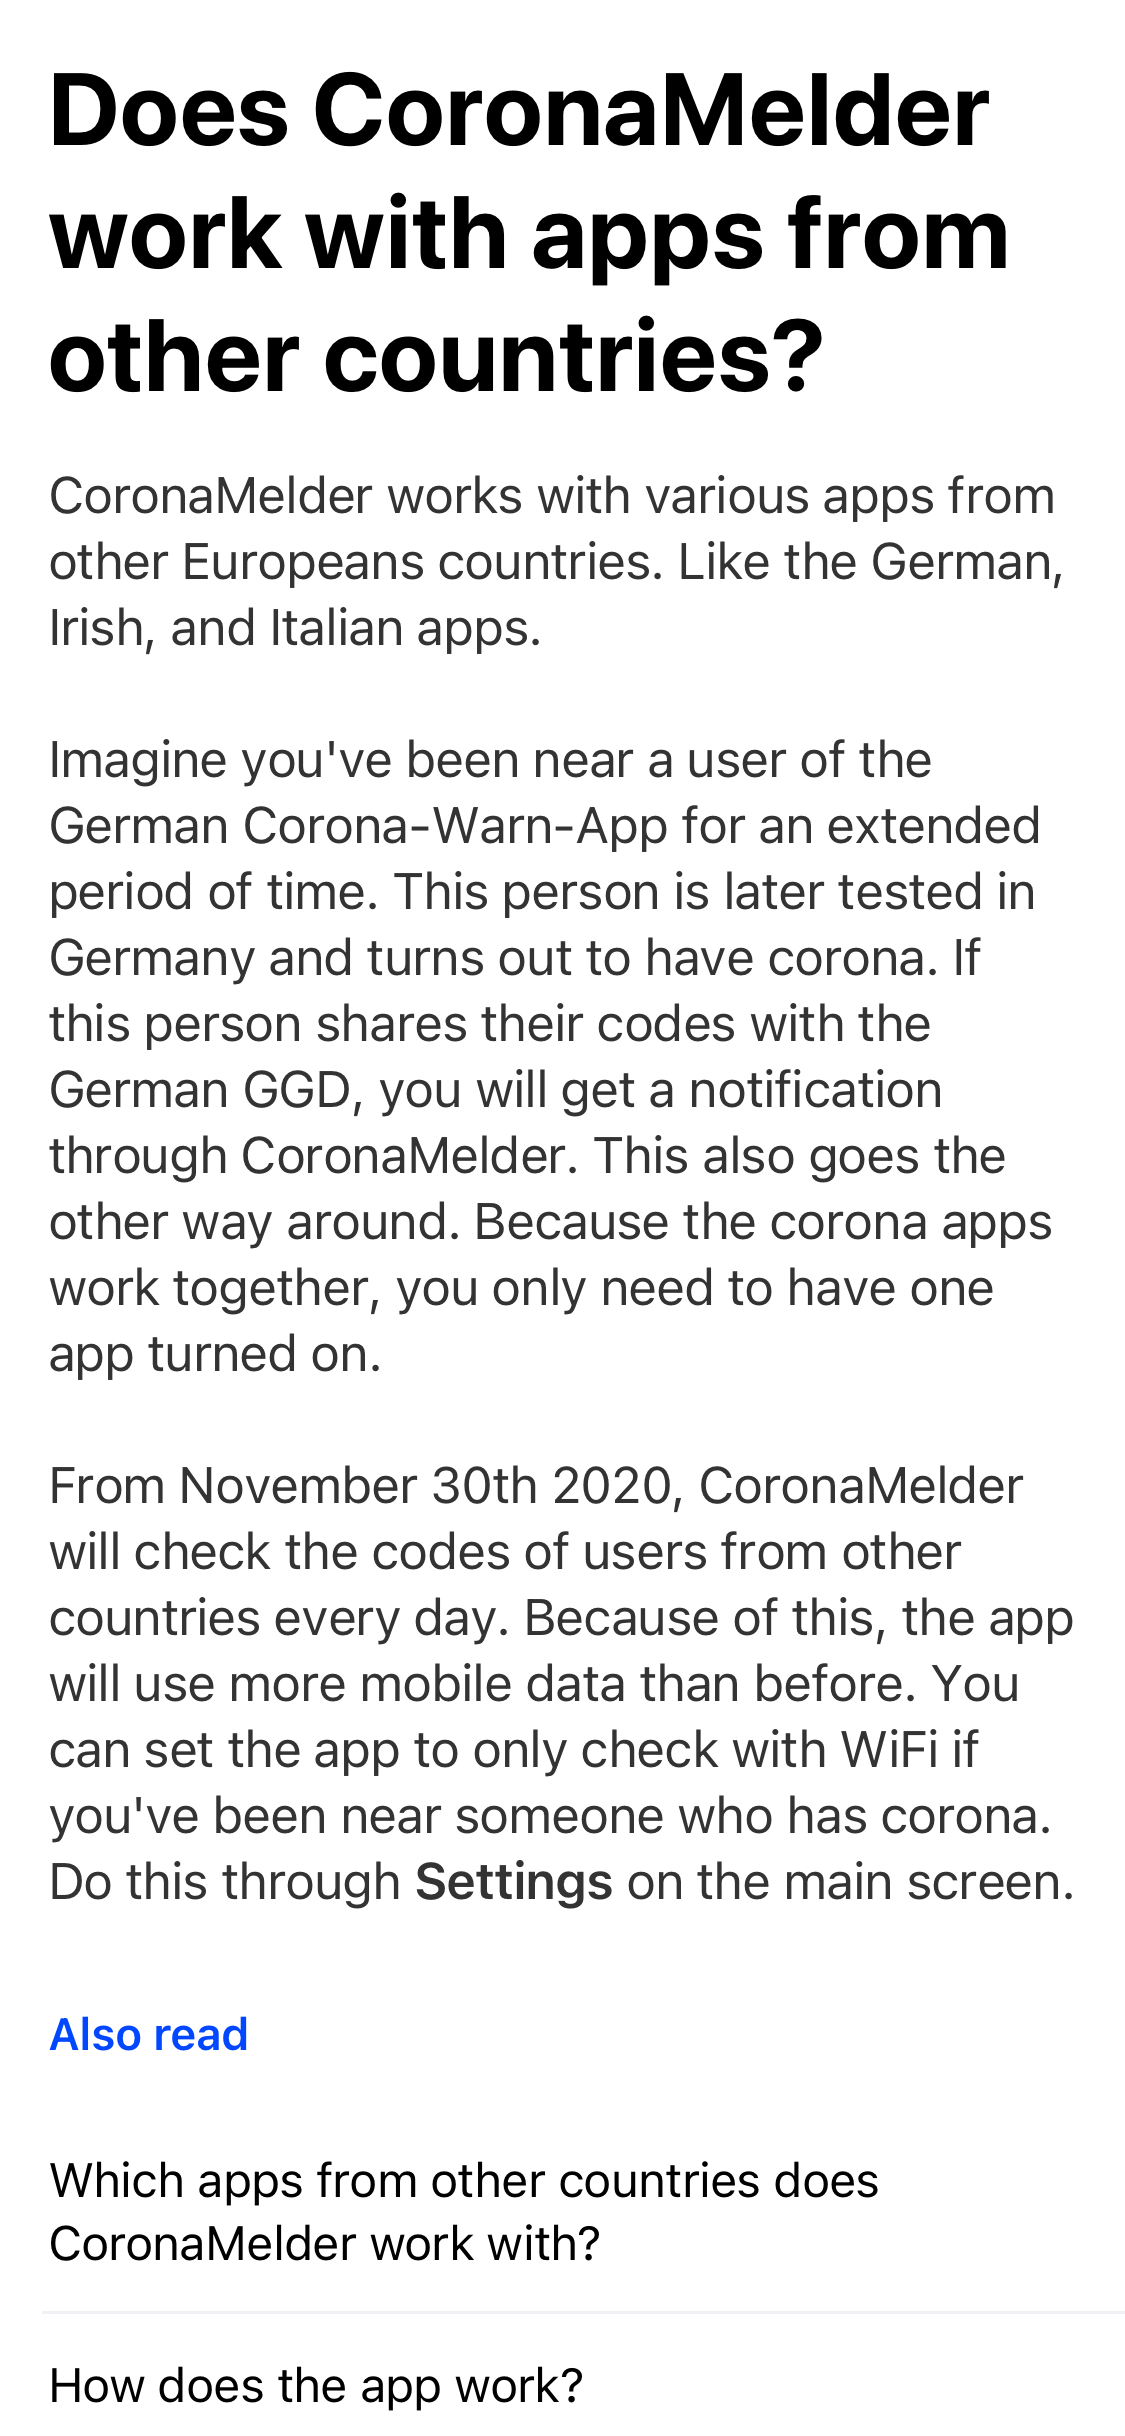 Does CoronaMelder
work with apps from
other countries?
CoronaMelder works with various apps from
other Europeans countries. Like the German,
Irish, and Italian apps.
Imagine you've been near a user of the
German Corona-Warn-App for an extended
period of time. This person is later tested in
Germany and turns out to have corona. If
this person shares their codes with the
German GGD, you will get a notification
through CoronaMelder. This also goes the
other way around. Because the corona apps
work together, you only need to have one
app turned on.
From November 30th 2020, CoronaMelder
will check the codes of users from other
countries every day. Because of this, the app
will use more mobile data than before. You
can set the app to only check with WiFi if
you've been near someone who has corona.
Do this through Settings on the main screen.
Also read
Which apps from other countries does
CoronaMelder work with?
How does the app work?